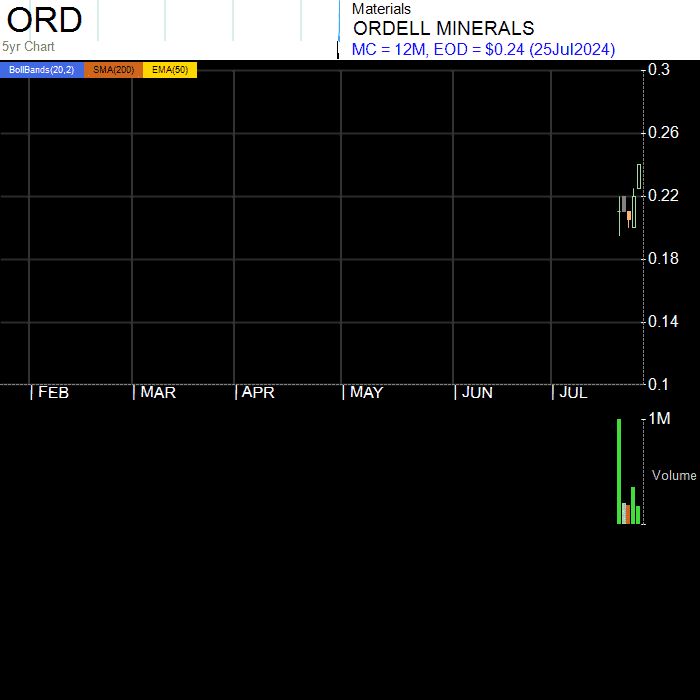 ORD
5yr Chart
Materials
ORDELL MINERALS
MC = 12M, EOD = $0.24 (25Jul2024)
BollBands(20,2) SMA(200) EMA(50)
0.3
0.26
0.22
0.18
0.14
0.1
FEB MAR APR MAY JUN JUL
1M
Volume